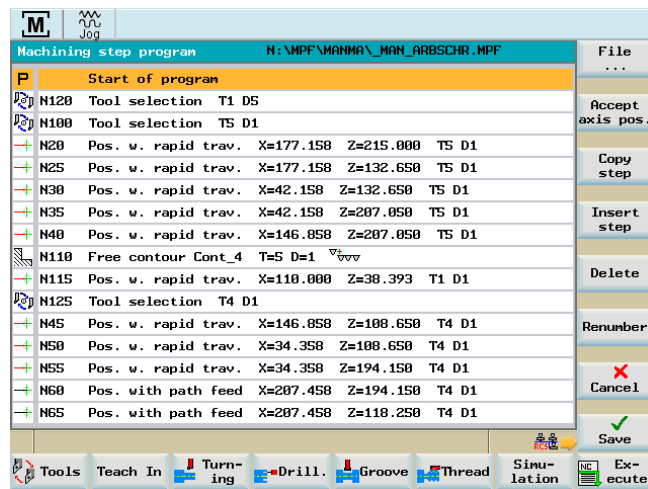 M
Jog
Machining step program N:\MPF\MANMA\_MAN_ARBSCHR.MPF
P Start of program
N120 Tool selection T1 D5
N100 Tool selection T5 D1
N20 Pos. w. rapid trav. X=177.158 Z=215.000 T5 D1
N25 Pos. w. rapid trav. X=177.158 Z=132.650 T5 D1
N30 Pos. w. rapid trav. X=42.158 Z=132.650 T5 D1
N35 Pos. w. rapid trav. X=42.158 Z=207.050 T5 D1
N40 Pos. w. rapid trav. X=146.858 Z=207.050 T5 D1
N110 Free contour Cont_4 T=5 D=1
N115 Pos. w. rapid trav. X=110.000 Z=38.393 T1 D1
N125 Tool selection T4 D1
N45 Pos. w. rapid trav. X=146.858 Z=108.650 T4 D1
N50 Pos. w. rapid trav. X=34.358 Z=108.650 T4 D1
N55 Pos. w. rapid trav. X=34.358 Z=194.150 T4 D1
N60 Pos. with path feed X=207.458 Z=194.150 T4 D1
N65 Pos. with path feed X=207.458 Z=118.250 T4 D1
File
...
Accept
axis pos.
Copy
step
Insert
step
Delete
Renumber
Cancel
Save
RCS
Tools
Teach In
Turn-
ing
Drill.
Groove
Thread
Simu-
lation
NC Ex-
ecute